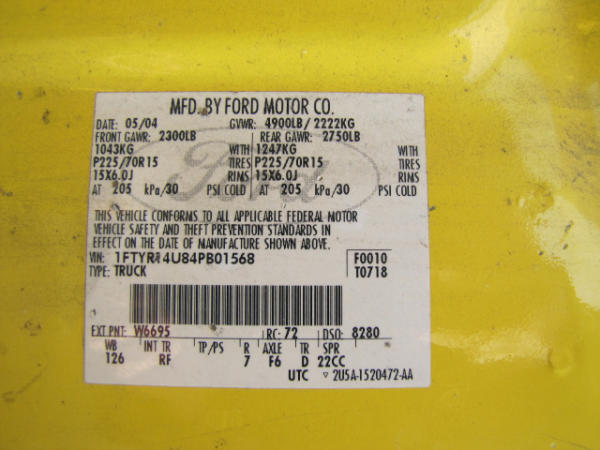 MFD. BY FORD MOTOR CO.
DATE: 05/04 GVWR: 4900LB/ 2222KG
FRONT GAWR: 2300LB REAR GAWR: 2750LB
1043KG WITH 1247KG WITH
P225/70R15 TIRES P225/70R15 TIRES
15X6.0J RIMS 15X6.0J RIMS
AT 205 kPa/30 PSI COLD AT 205 kPa/30 PSI COLD
Ford
THIS VEHICLE CONFORMS TO ALL APPLICABLE FEDERAL MOTOR
VEHICLE SAFETY AND THEFT PREVENTION STANDARDS IN
EFFECT ON THE DATE OF MANUFACTURE SHOWN ABOVE.
VIN: 1FTYR14U84PB01568 F0010
TYPE: TRUCK T0718
EXT PNT: W6695 RC: 72 DSO: 8280
WB INT TR TP/PS R AXLE TR SPR
126 RF 7 F6 D 22CC
UTC ▽ 2U5A-1520472-AA